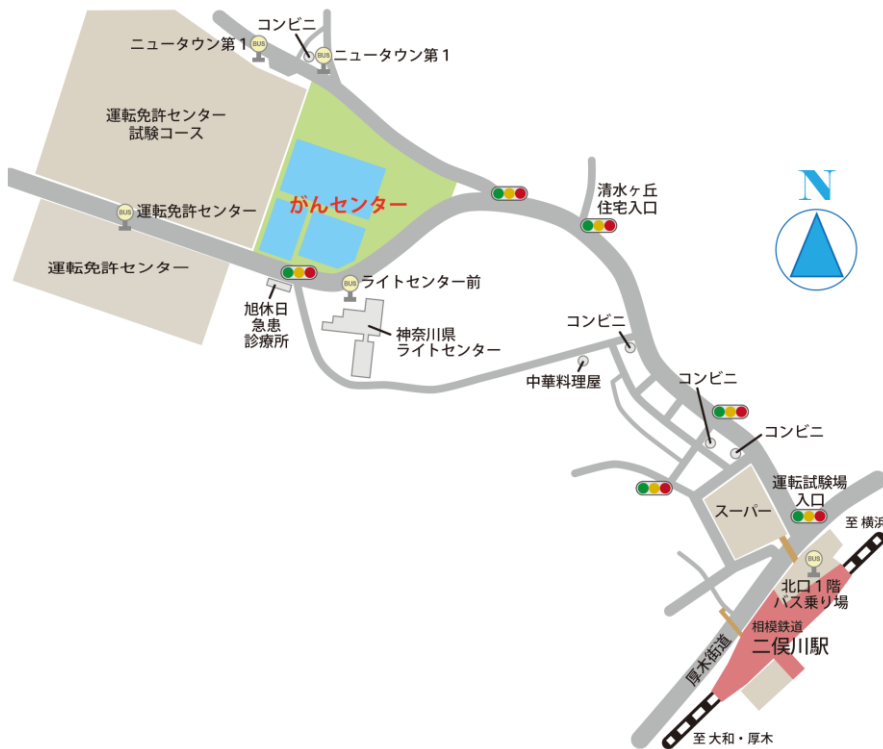 コンビニ
ニュータウン第1
BUS
BUS
ニュータウン第1
運転免許センター
試験コース
がんセンター
清水ヶ丘
住宅入口
N
BUS
運転免許センター
運転免許センター
BUS
ライトセンター前
旭休日
急患
診療所
神奈川県
ライトセンター
コンビニ
中華料理屋
コンビニ
コンビニ
スーパー
運転試験場
入口
至 横浜
BUS
北口1階
バス乗り場
相模鉄道
二俣川駅
厚木街道
至 大和・厚木